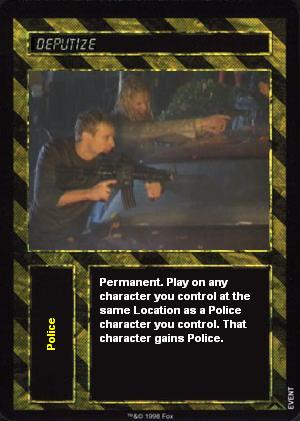 DEPUTIZE
Permanent. Play on any
character you control at the
same Location as a Police
character you control. That
character gains Police.
Police
EVENT
™&© 1998 Fox